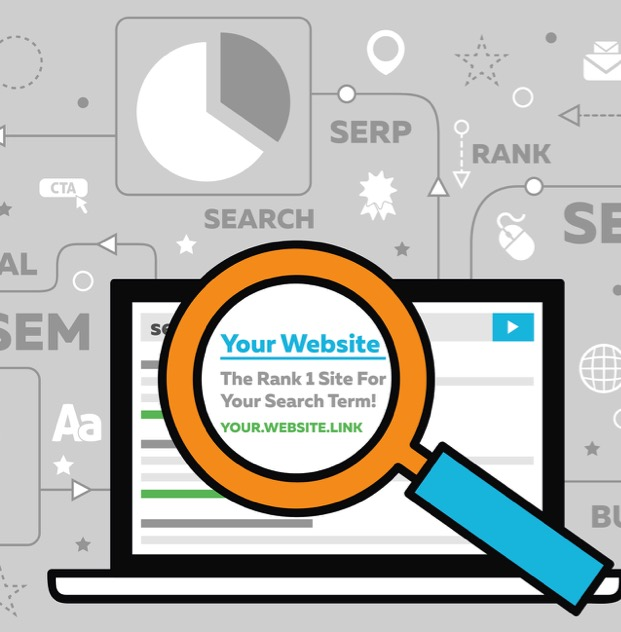 SERP
RANK
CTA
SEARCH
SE
AL
SEM
se
Your Website
The Rank 1 Site For
Your Search Term!
YOUR.WEBSITE.LINK
Aa
BU